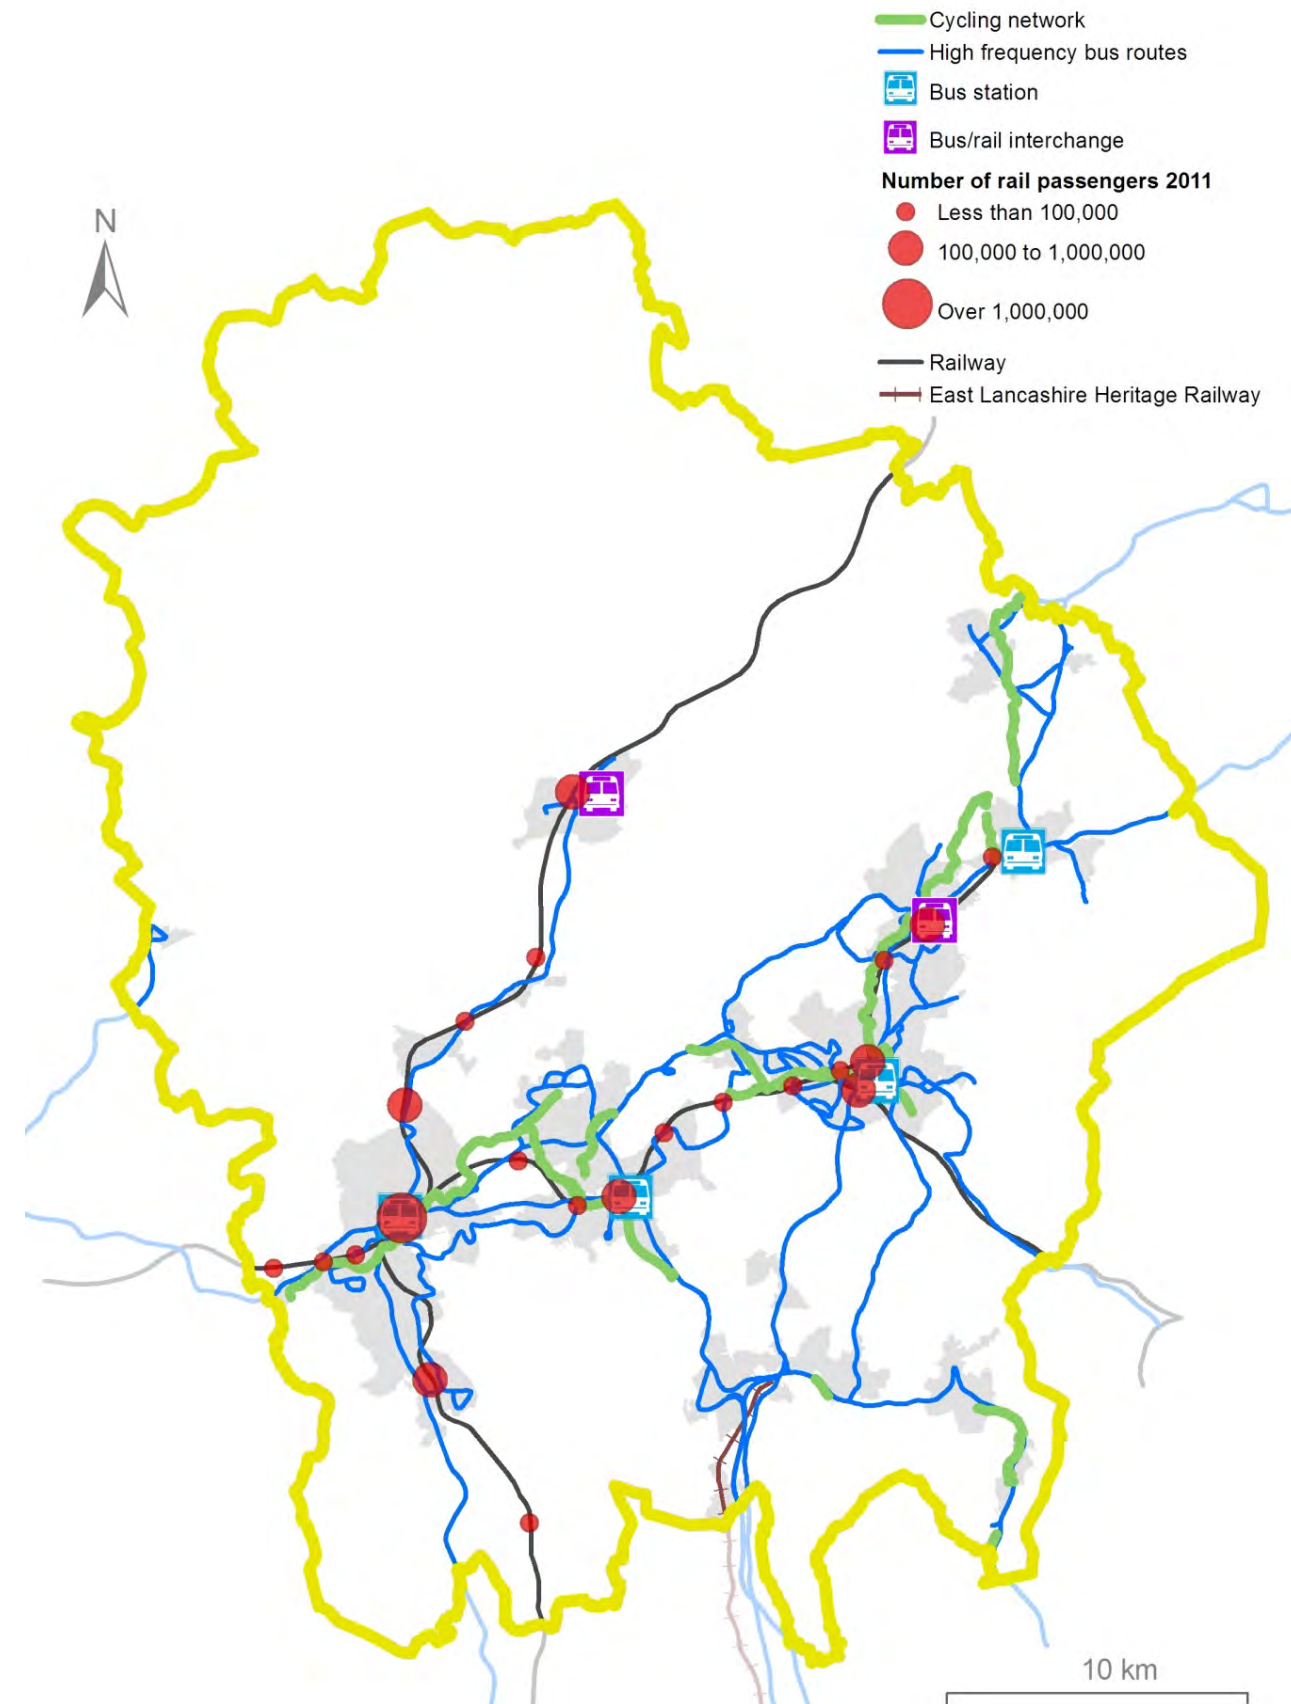 Cycling network
High frequency bus routes
Bus station
Bus/rail interchange
Number of rail passengers 2011
Less than 100,000
100,000 to 1,000,000
Over 1,000,000
Railway
East Lancashire Heritage Railway
N
10 km